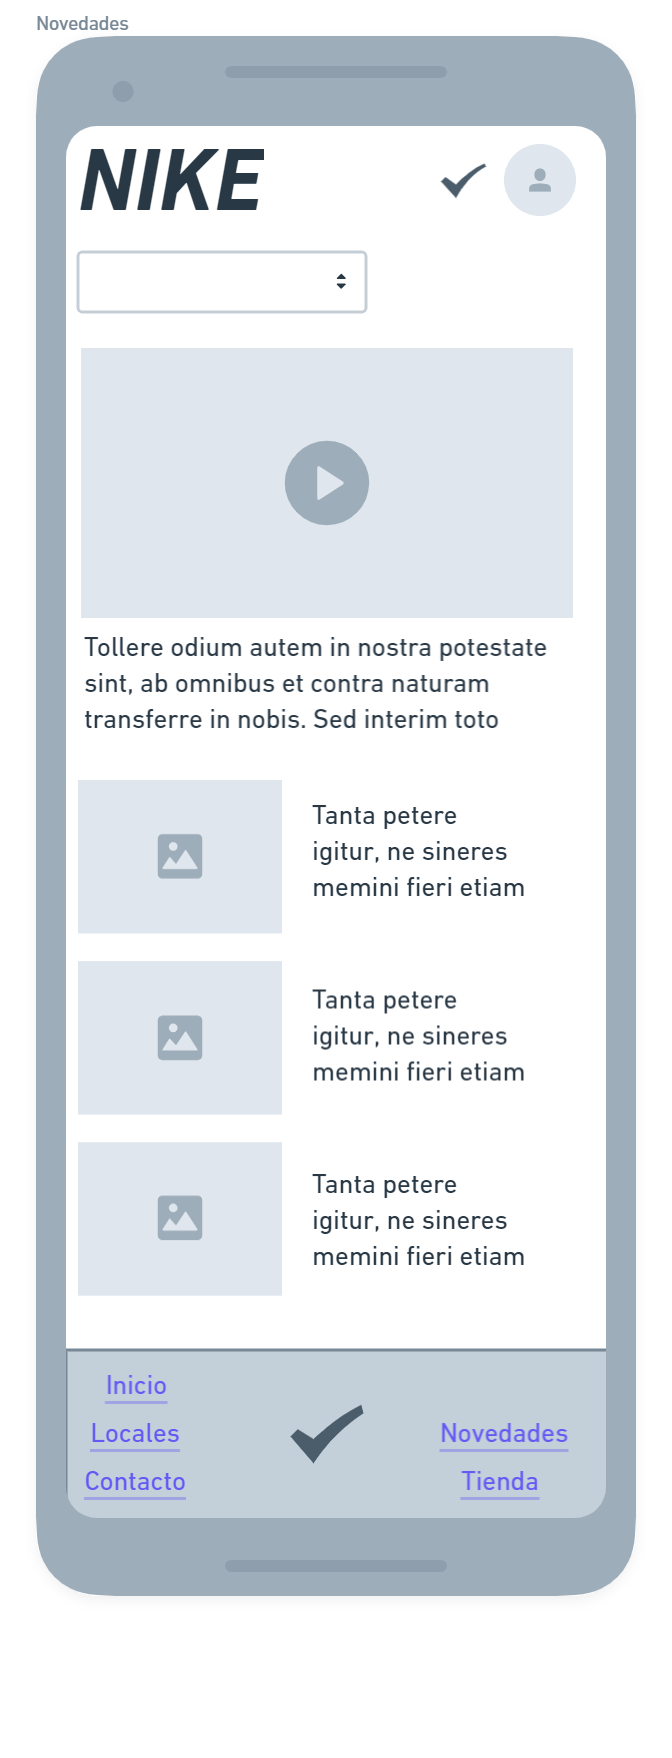 Novedades
NIKE
Tollere odium autem in nostra potestate
sint, ab omnibus et contra naturam
transferre in nobis. Sed interim toto
Tanta petere
igitur, ne sineres
memini fieri etiam
Tanta petere
igitur, ne sineres
memini fieri etiam
Tanta petere
igitur, ne sineres
memini fieri etiam
Inicio
Locales
Contacto
Novedades
Tienda